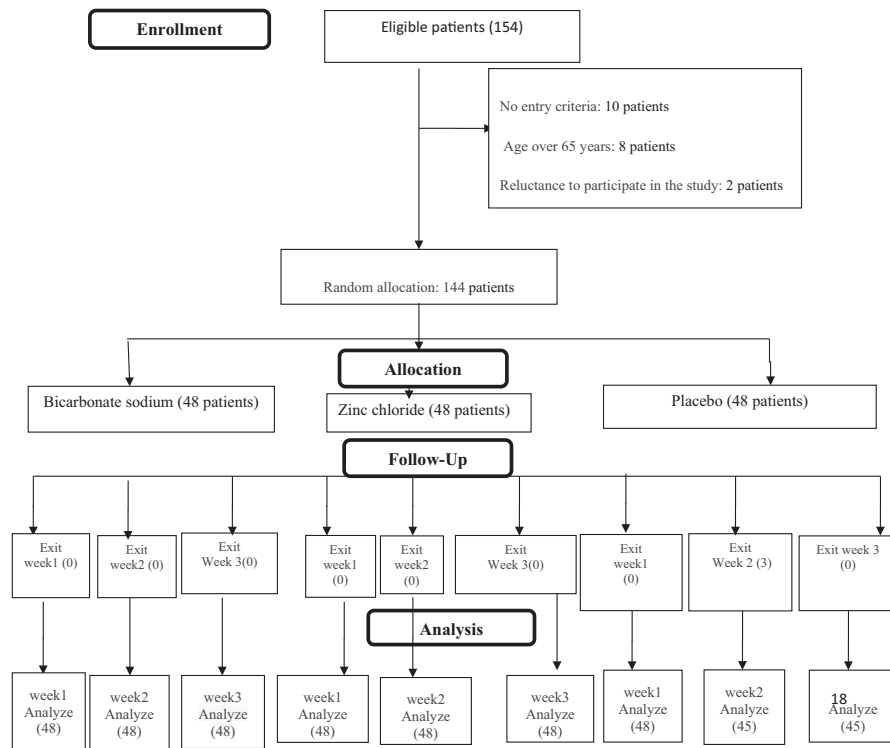 Enrollment
Eligible patients (154)
No entry criteria: 10 patients
Age over 65 years: 8 patients
Reluctance to participate in the study: 2 patients
Random allocation: 144 patients
Allocation
Bicarbonate sodium (48 patients)
Zinc chloride (48 patients)
Placebo (48 patients)
Follow-Up
Exit
week1 (0)
Exit
week2 (0)
Exit
Week 3(0)
Exit
week1
(0)
Exit
week2
(0)
Exit
Week 3(0)
Exit
week1
(0)
Exit
Week 2 (3)
Exit week 3
(0)
Analysis
week1
Analyze
(48)
week2
Analyze
(48)
week3
Analyze
(48)
week1
Analyze
(48)
week2
Analyze
(48)
week3
Analyze
(48)
week1
Analyze
(48)
week2
Analyze
(45)
18
Analyze
(45)